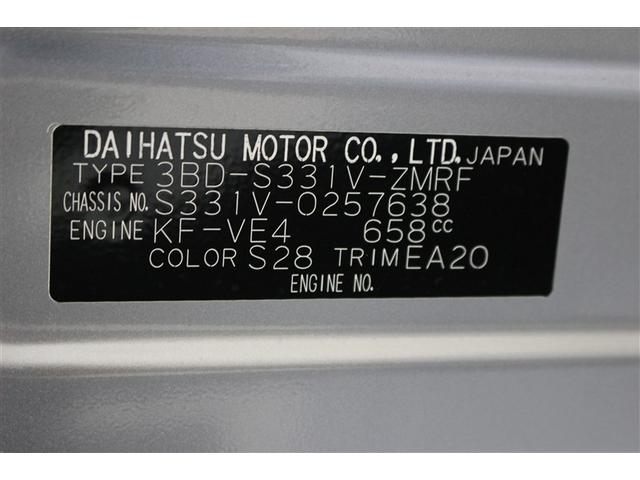 DAIHATSU MOTOR CO., LTD. JAPAN
TYPE 3BD-S331V-ZMRF
CHASSIS NO. S331V-0257638
ENGINE KF-VE4 658cc
COLOR S28 TRIM EA20
ENGINE NO.